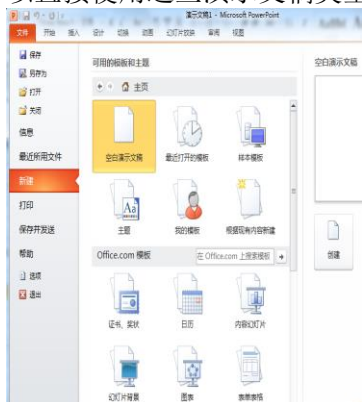 演示文稿1 - Microsoft PowerPoint
文件 开始 插入 设计 切换 动画 幻灯片放映 审阅 视图
保存
另存为
打开
关闭
信息
最近所用文件
新建
打印
保存并发送
帮助
选项
退出
可用的模板和主题
主页
空白演示文稿 最近打开的模板 样本模板
主题 我的模板 根据现有内容新建
Office.com 模板 在 Office.com 上搜索模板
证书、奖状 日历 内容幻灯片
幻灯片背景 图表 表单表格
空白演示文稿
创建